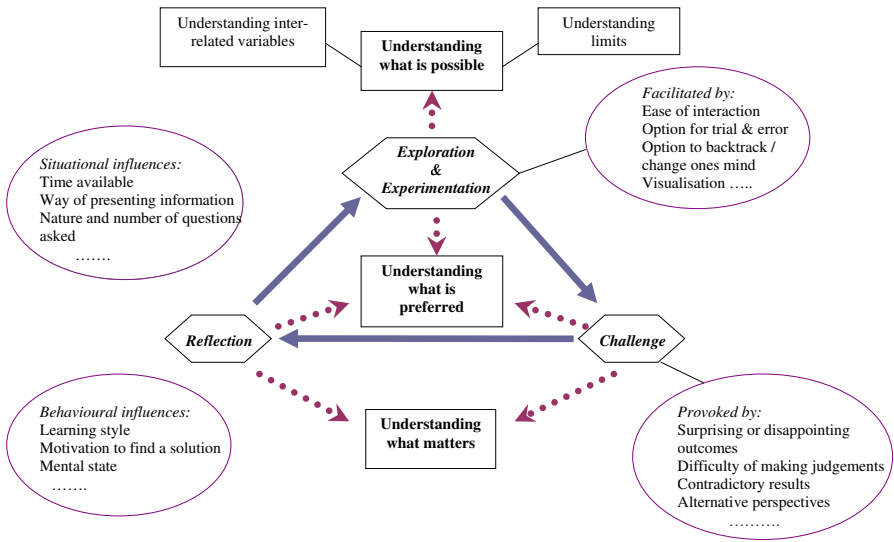 Understanding inter-
related variables
Understanding
what is possible
Understanding
limits
Facilitated by:
Ease of interaction
Option for trial & error
Option to backtrack /
change ones mind
Visualisation …..
Situational influences:
Time available
Way of presenting information
Nature and number of questions
asked
…….
Exploration
&
Experimentation
Understanding
what is
preferred
Reflection
Challenge
Behavioural influences:
Learning style
Motivation to find a solution
Mental state
…….
Understanding
what matters
Provoked by:
Surprising or disappointing
outcomes
Difficulty of making judgements
Contradictory results
Alternative perspectives
……….